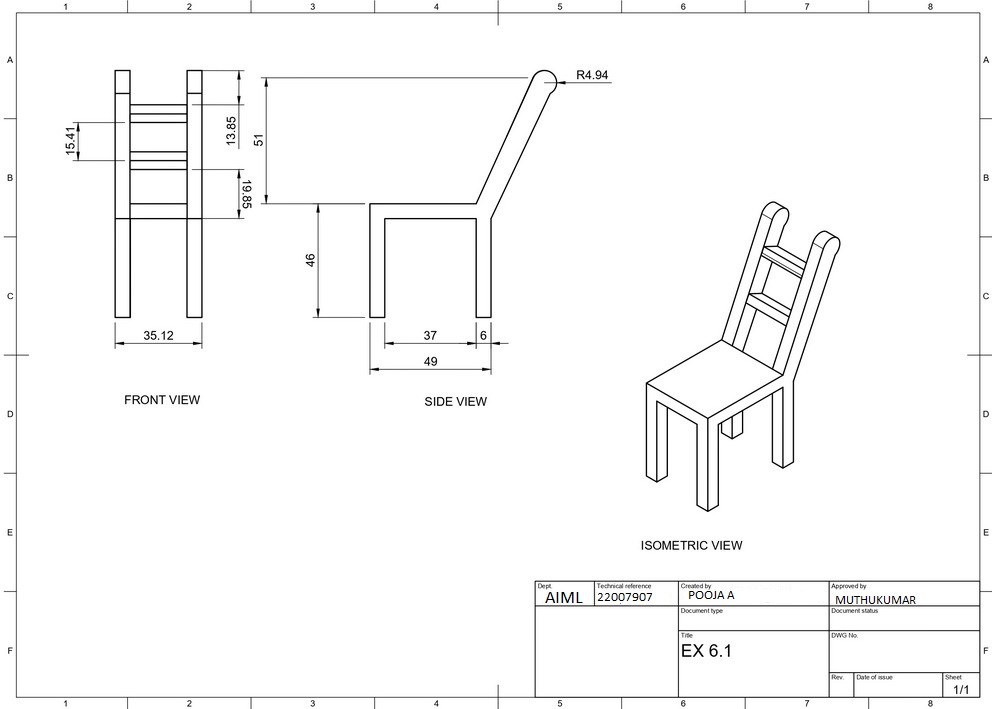 1 2 3 4 5 6 7 8
A A
B B
C C
D D
E E
F F
15.41
13.85
19.85
35.12
FRONT VIEW
51
46
R4.94
37 6
49
SIDE VIEW
ISOMETRIC VIEW
Dept. Technical reference Created by Approved by
AIML 22007907 POOJA A MUTHUKUMAR
Document type Document status
Title DWG No.
EX 6.1
Rev. Date of issue Sheet
1/1
1 2 3 4 5 6 7 8